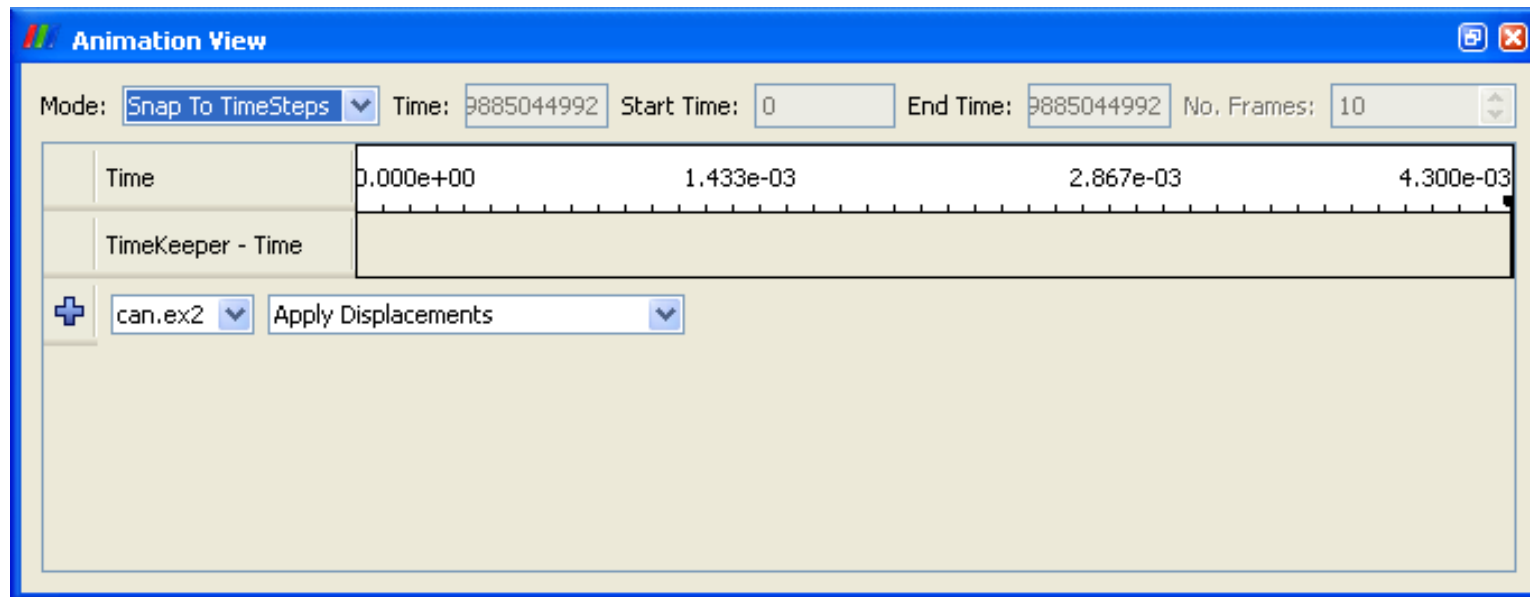 Animation View
Mode: Snap To TimeSteps Time: 9885044992 Start Time: 0 End Time: 9885044992 No. Frames: 10
Time 0.000e+00 1.433e-03 2.867e-03 4.300e-03
TimeKeeper - Time
can.ex2 Apply Displacements